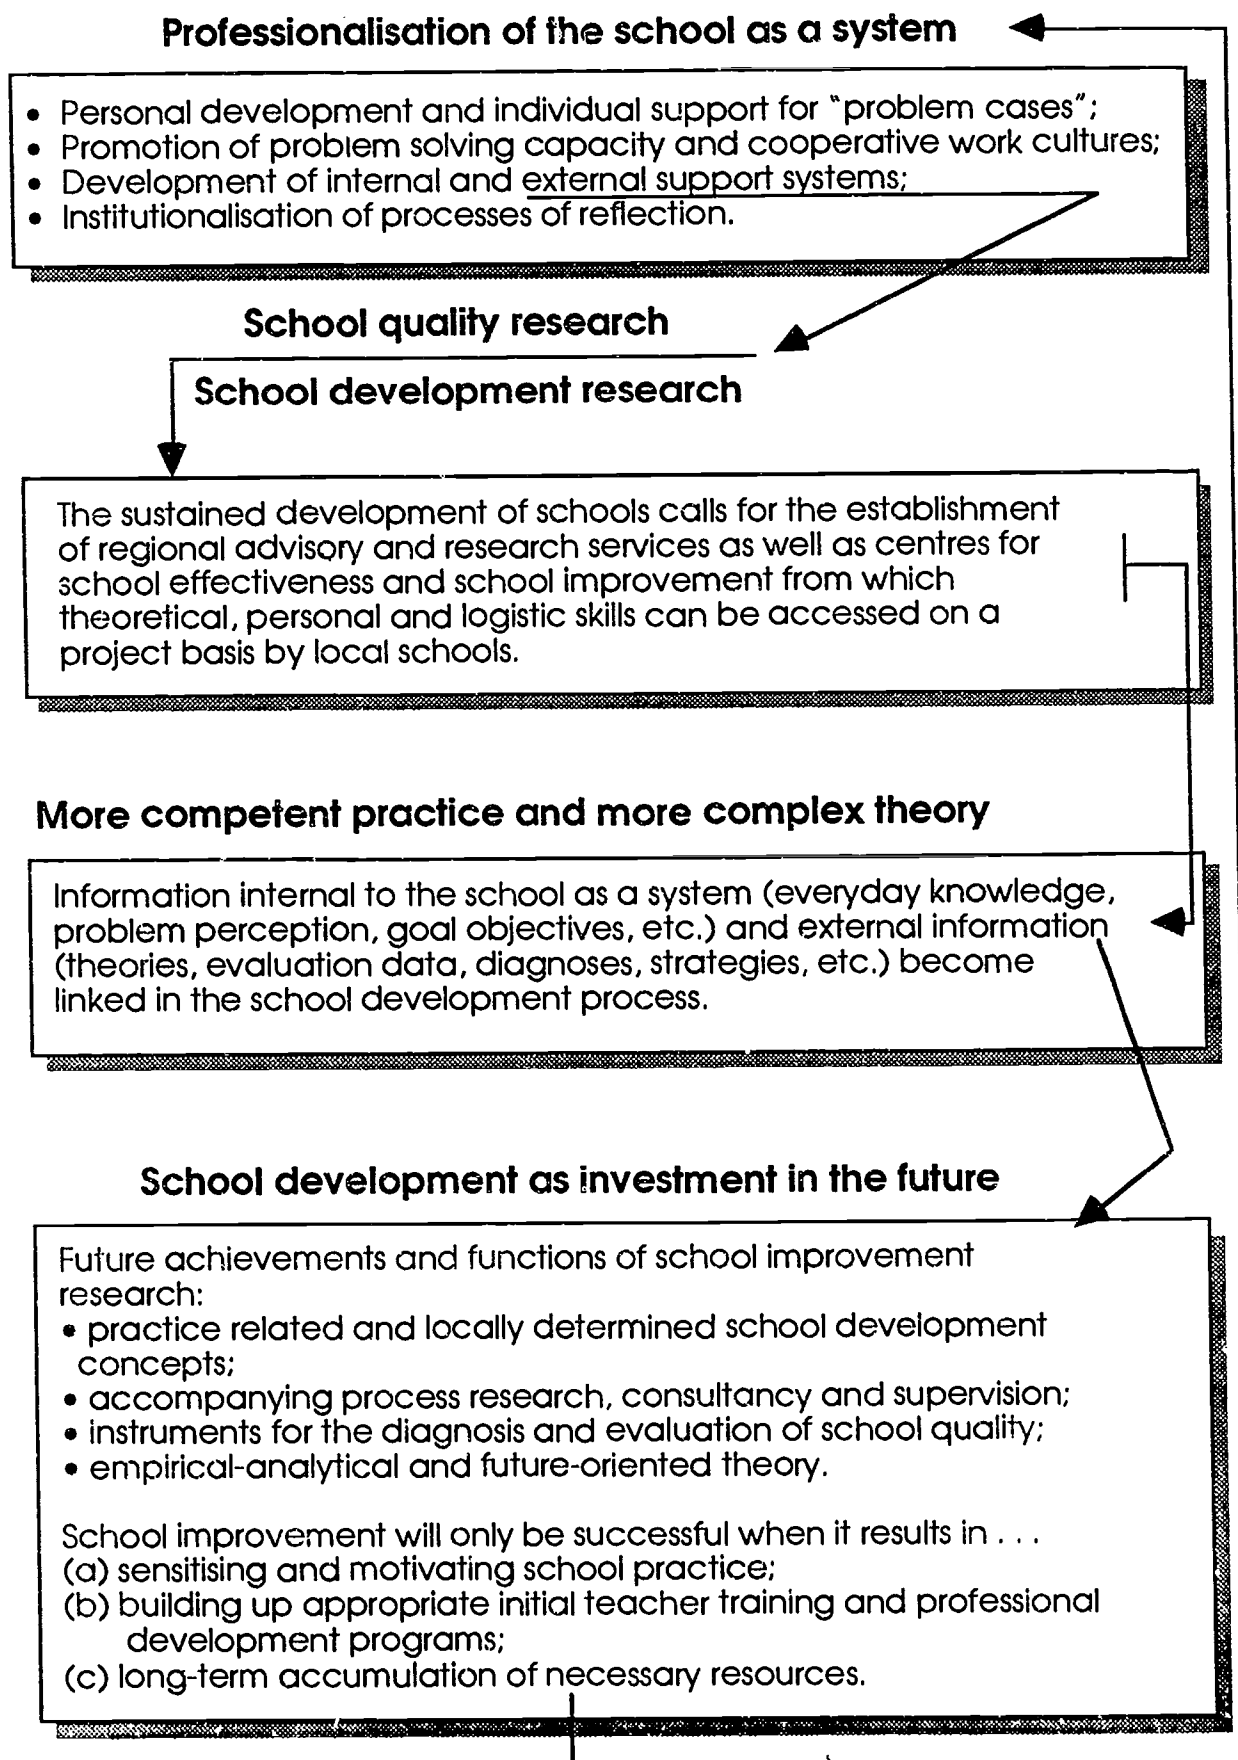 Professionalisation of the school as a system
• Personal development and individual support for "problem cases";
• Promotion of problem solving capacity and cooperative work cultures;
• Development of internal and external support systems;
• Institutionalisation of processes of reflection.
School quality research
School development research
The sustained development of schools calls for the establishment
of regional advisory and research services as well as centres for
school effectiveness and school improvement from which
theoretical, personal and logistic skills can be accessed on a
project basis by local schools.
More competent practice and more complex theory
Information internal to the school as a system (everyday knowledge,
problem perception, goal objectives, etc.) and external information
(theories, evaluation data, diagnoses, strategies, etc.) become
linked in the school development process.
School development as investment in the future
Future achievements and functions of school improvement
research:
• practice related and locally determined school development
concepts;
• accompanying process research, consultancy and supervision;
• instruments for the diagnosis and evaluation of school quality;
• empirical-analytical and future-oriented theory.
School improvement will only be successful when it results in . . .
(a) sensitising and motivating school practice;
(b) building up appropriate initial teacher training and professional
development programs;
(c) long-term accumulation of necessary resources.